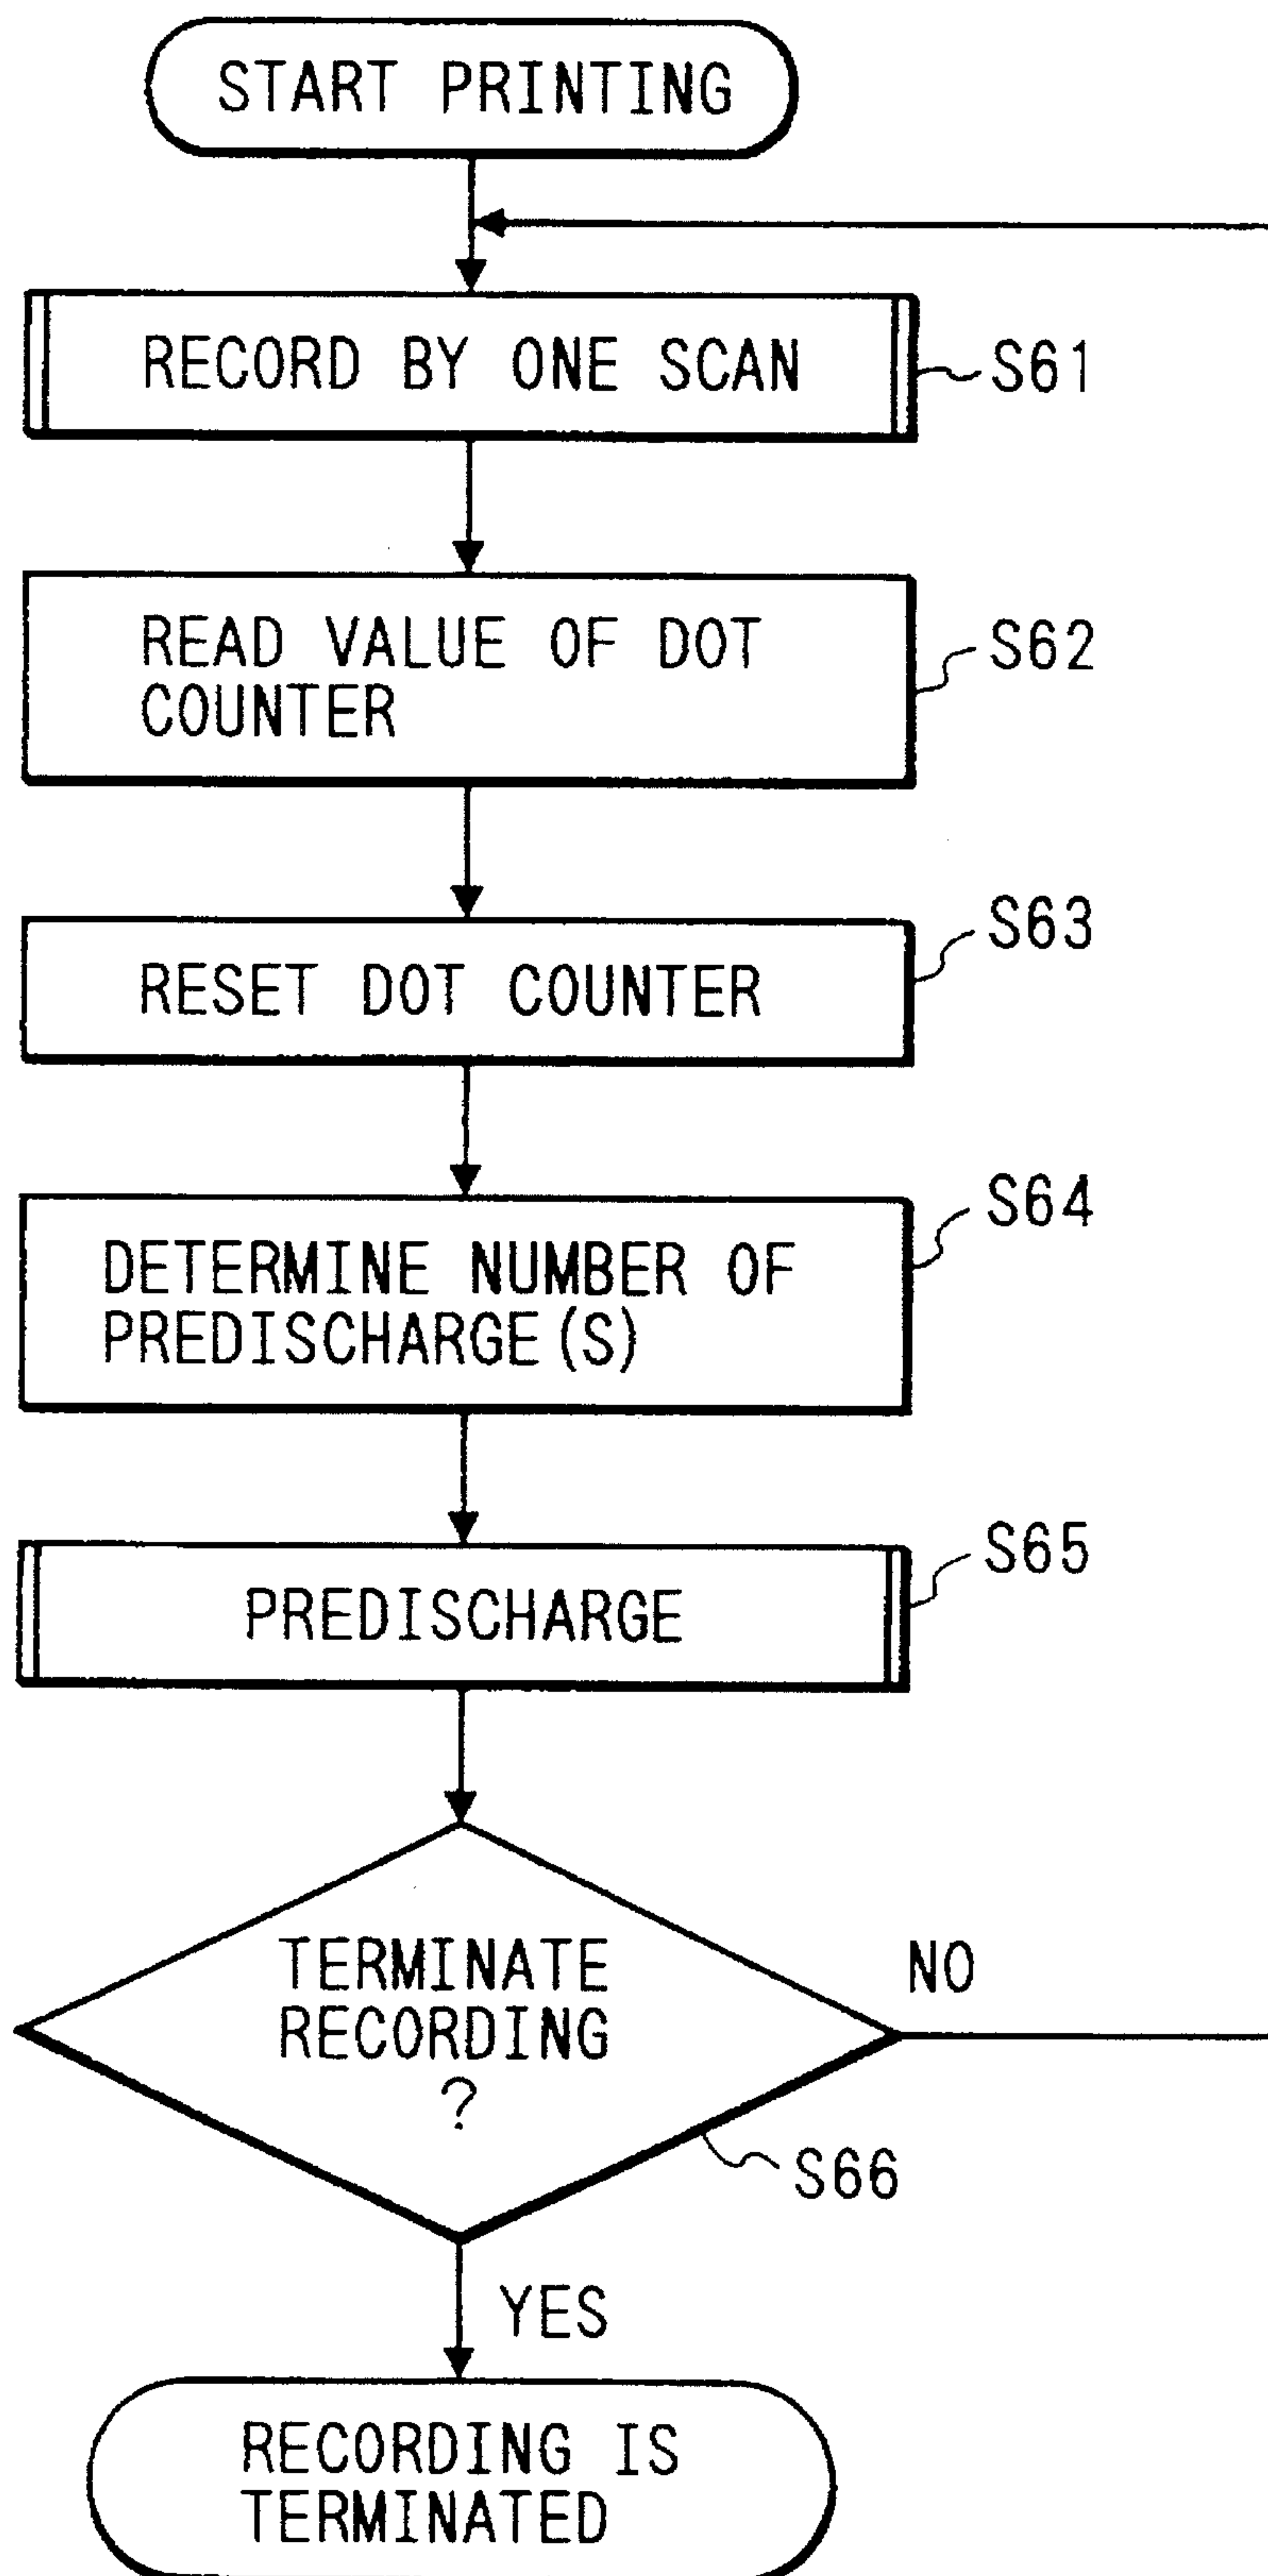 START PRINTING
RECORD BY ONE SCAN
S61
READ VALUE OF DOT
COUNTER
S62
RESET DOT COUNTER
S63
DETERMINE NUMBER OF
PREDISCHARGE(S)
S64
PREDISCHARGE
S65
TERMINATE
RECORDING
?
NO
S66
YES
RECORDING IS
TERMINATED